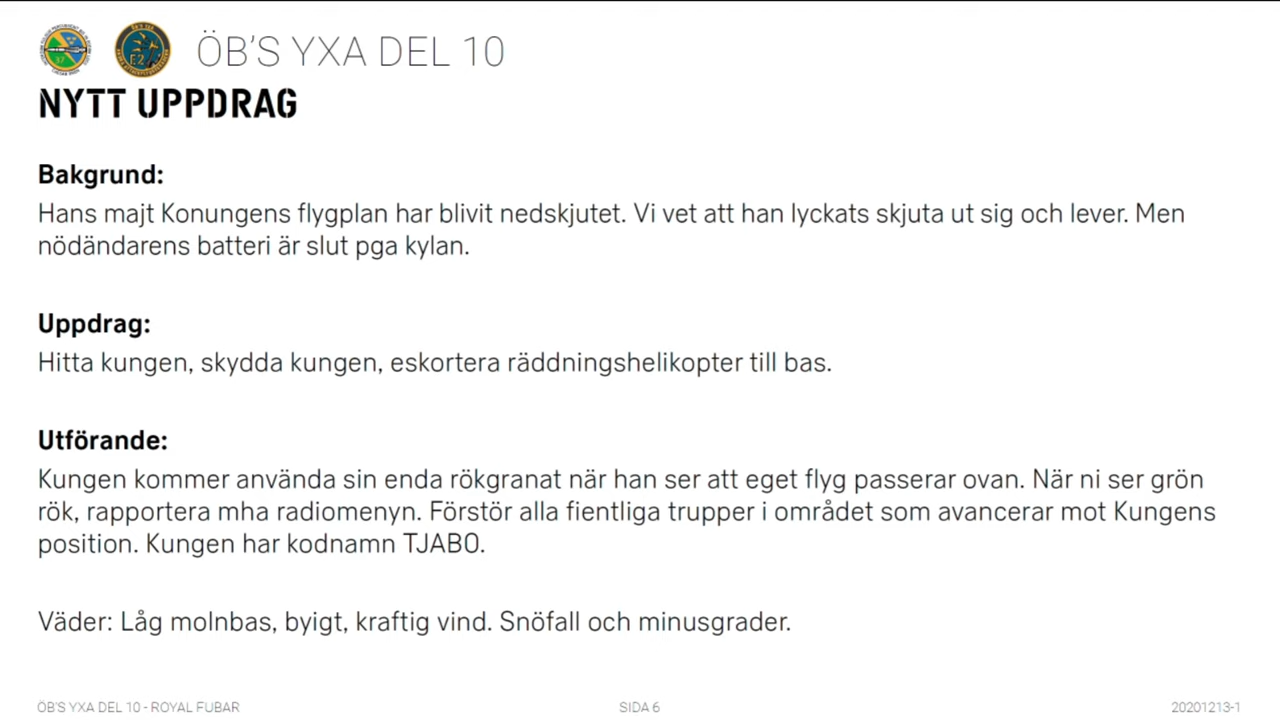 ÖB'S YXA DEL 10
NYTT UPPDRAG
Bakgrund:
Hans majt Konungens flygplan har blivit nedskjutet. Vi vet att han lyckats skjuta ut sig och lever. Men
nödändarens batteri är slut pga kylan.
Uppdrag:
Hitta kungen, skydda kungen, eskortera räddningshelikopter till bas.
Utförande:
Kungen kommer använda sin enda rökgranat när han ser att eget flyg passerar ovan. När ni ser grön
rök, rapportera mha radiomenyn. Förstör alla fientliga trupper i området som avancerar mot Kungens
position. Kungen har kodnamn TJABO.
Väder: Låg molnbas, byigt, kraftig vind. Snöfall och minusgrader.
ÖB'S YXA DEL 10 - ROYAL FUBAR
SIDA 6
20201213-1